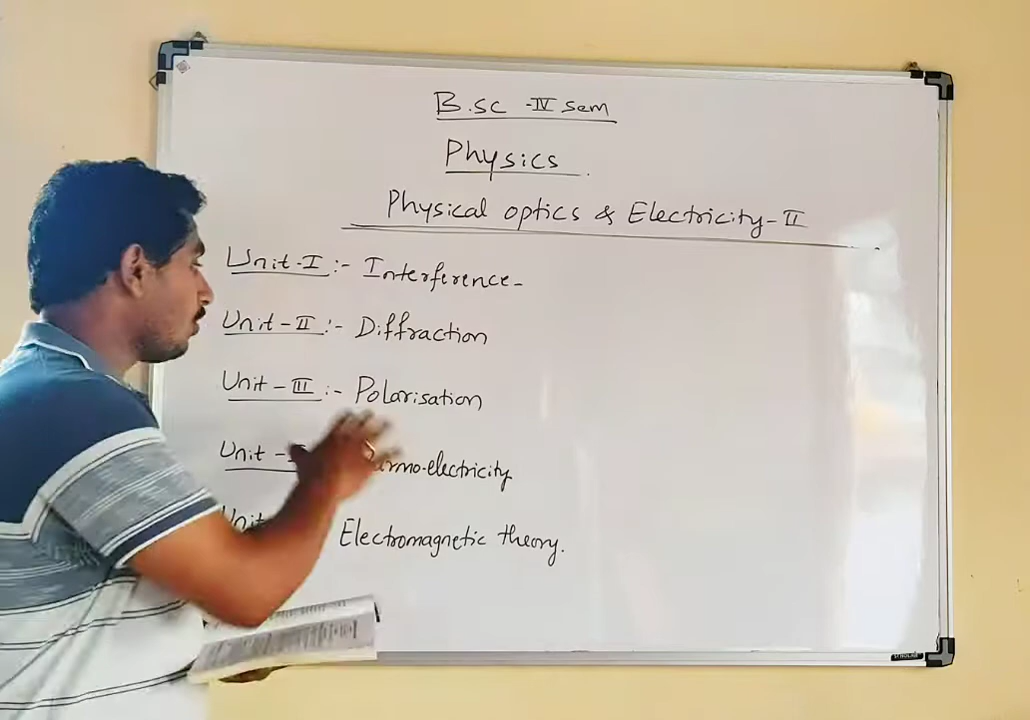 B.sc -IV sem
Physics
Physical optics & Electricity-II
Unit-I :- Interference-
Unit-II :- Diffraction
Unit-III :- Polarisation
Unit - electricity
Unit Electromagnetic theory.